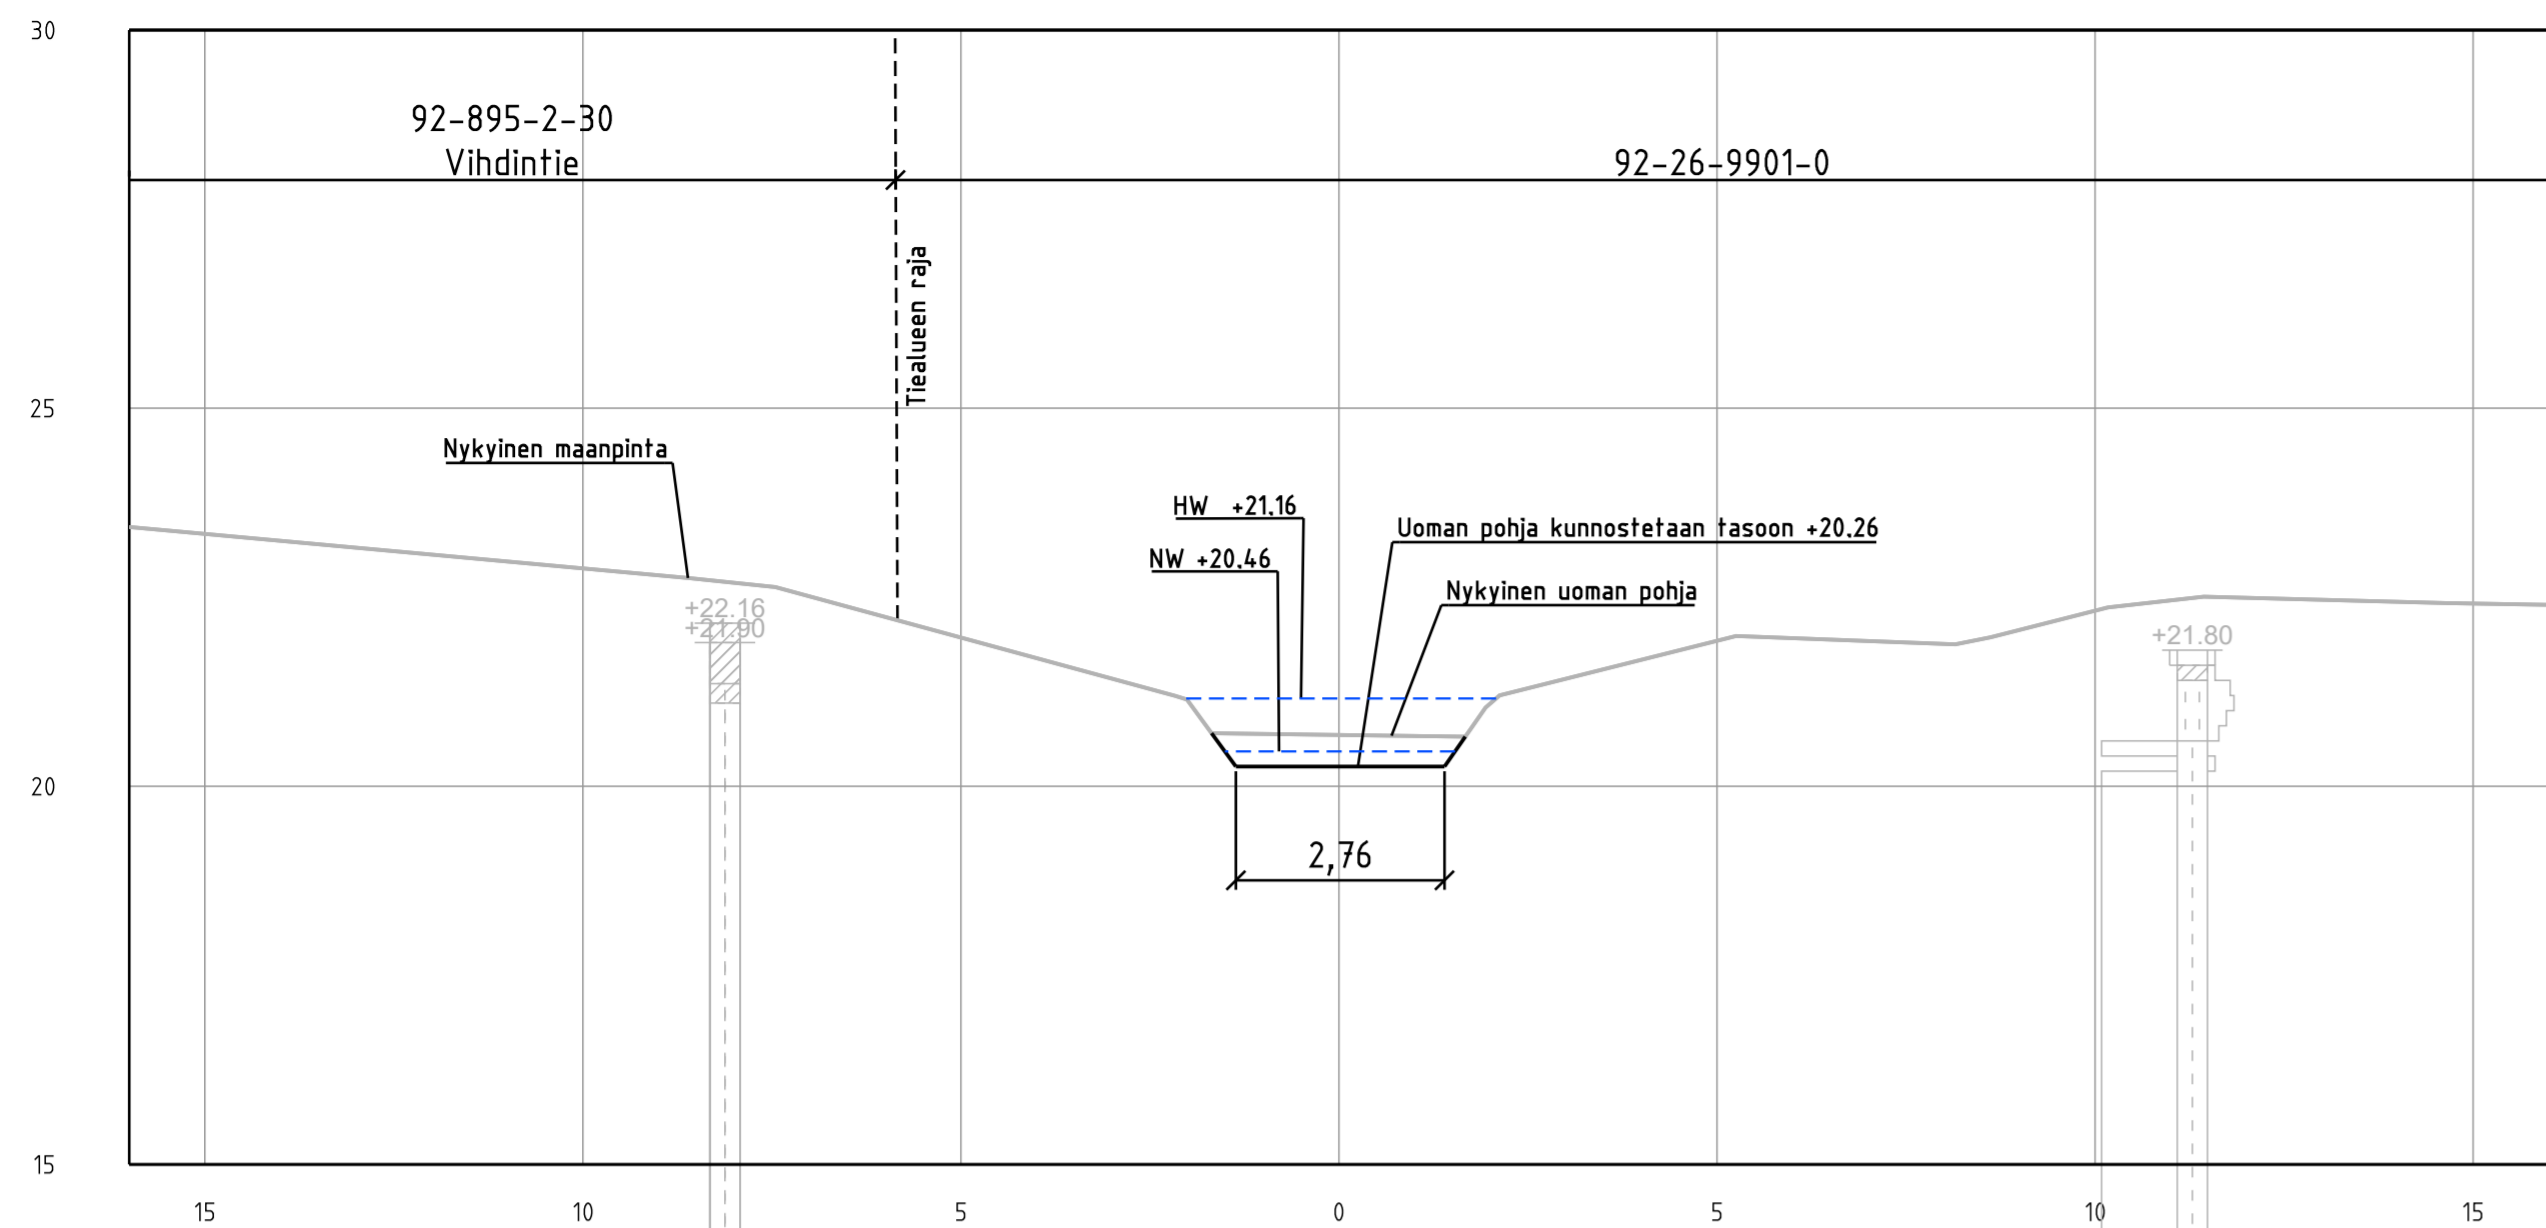 30
92-895-2-30
Vihdintie
92-26-9901-0
Tiealueen raja
25
Nykyinen maanpinta
HW +21.16
Uoman pohja kunnostetaan tasoon +20.26
NW +20.46
Nykyinen uoman pohja
+22.16
+21.90
+21.80
20
2,76
15
15 10 5 0 5 10 15